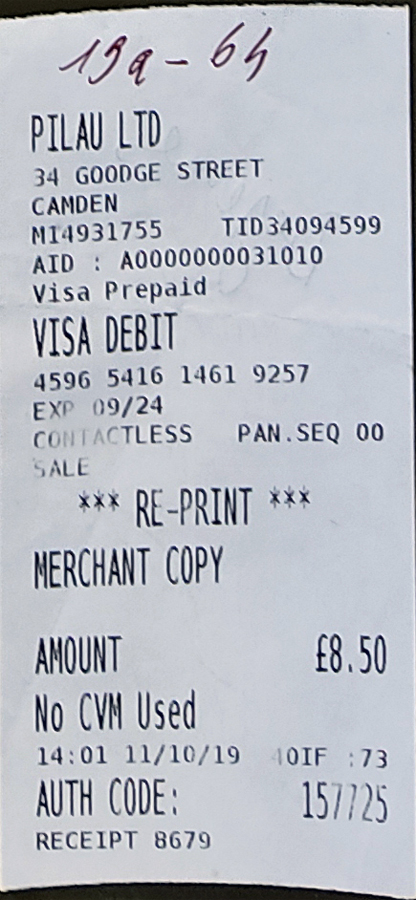 19a - 64
PILAU LTD
34 GOODGE STREET
CAMDEN
M14931755 TID34094599
AID : A0000000031010
Visa Prepaid
VISA DEBIT
4596 5416 1461 9257
EXP 09/24
CONTACTLESS PAN.SEQ 00
SALE
*** RE-PRINT ***
MERCHANT COPY
AMOUNT £8.50
No CVM Used
14:01 11/10/19 40IF :73
AUTH CODE: 157725
RECEIPT 8679